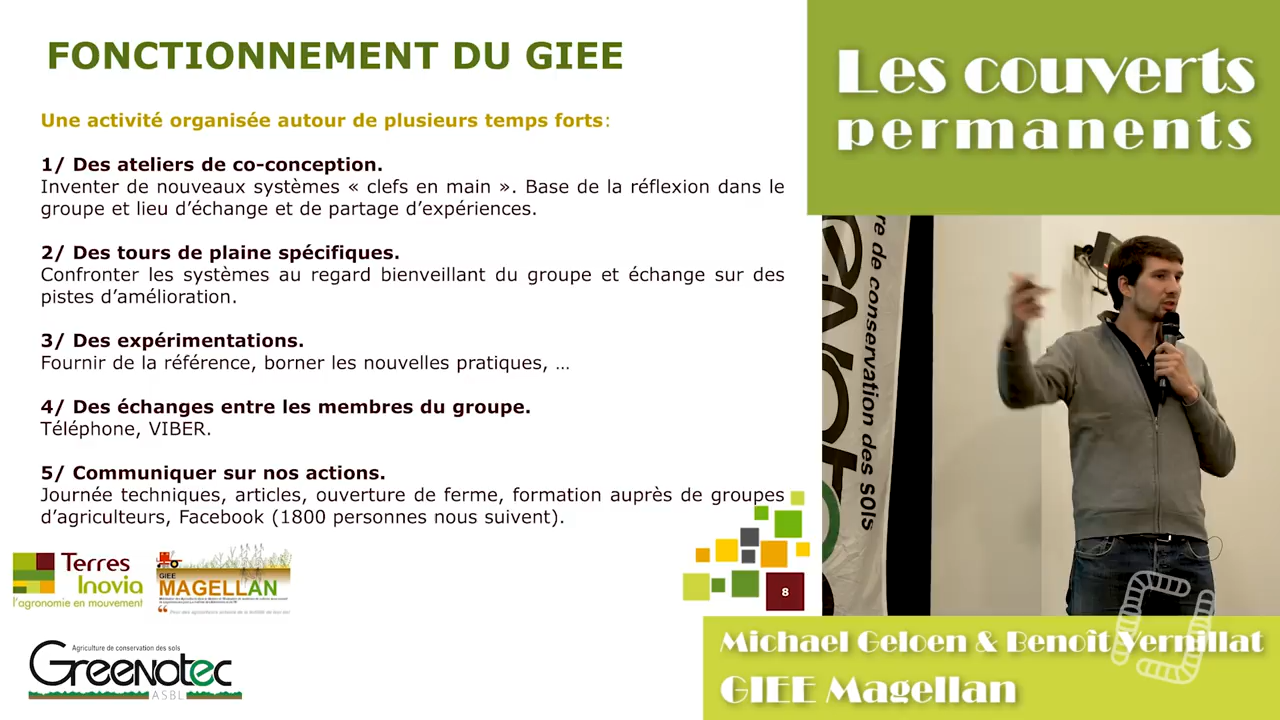 FONCTIONNEMENT DU GIEE
Une activité organisée autour de plusieurs temps forts:
1/ Des ateliers de co-conception.
Inventer de nouveaux systèmes « clefs en main ». Base de la réflexion dans le
groupe et lieu d’échange et de partage d’expériences.
2/ Des tours de plaine spécifiques.
Confronter les systèmes au regard bienveillant du groupe et échange sur des
pistes d’amélioration.
3/ Des expérimentations.
Fournir de la référence, borner les nouvelles pratiques, …
4/ Des échanges entre les membres du groupe.
Téléphone, VIBER.
5/ Communiquer sur nos actions.
Journée techniques, articles, ouverture de ferme, formation auprès de groupes
d’agriculteurs, Facebook (1800 personnes nous suivent).
Terres
Inovia
l’agronomie en mouvement
GIEE
MAGELLAN
8
Agriculture de conservation des sols
Greenotec
ASBL
Les couverts
permanents
re de conservation des sols
Michael Geloen & Benoît Vernillat
GIEE Magellan